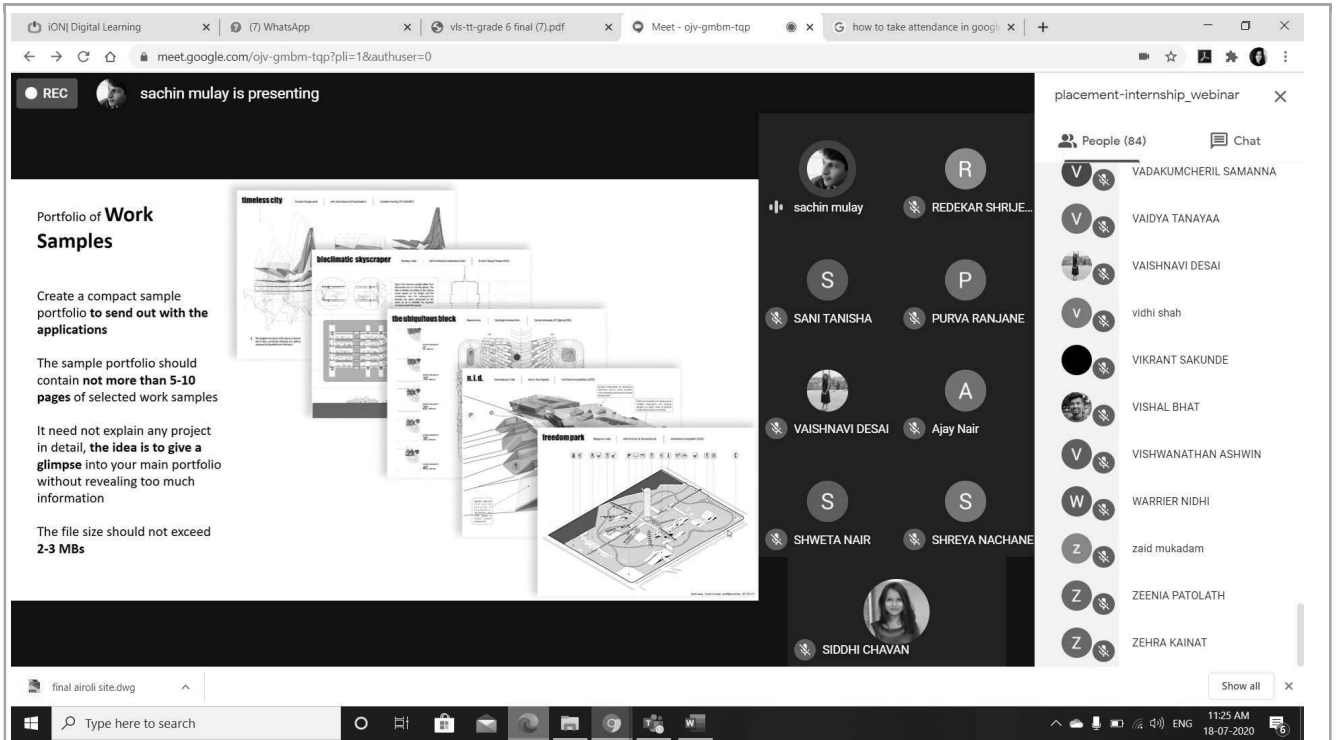 iON| Digital Learning
(7) WhatsApp
vls-tt-grade 6 final (7).pdf
Meet - ojv-gmbm-tqp
how to take attendance in googl
meet.google.com/ojv-gmbm-tqp?pli=1&authuser=0
REC
sachin mulay is presenting
placement-internship_webinar
People (84)
Chat
Portfolio of Work
Samples
Create a compact sample
portfolio to send out with the
applications
The sample portfolio should
contain not more than 5-10
pages of selected work samples
It need not explain any project
in detail, the idea is to give a
glimpse into your main portfolio
without revealing too much
information
The file size should not exceed
2-3 MBs
timeless city
bioclimatic skyscraper
the ubiquitous block
n.i.d.
freedom park
sachin mulay
R
REDEKAR SHRIJE...
S
SANI TANISHA
P
PURVA RANJANE
VAISHNAVI DESAI
A
Ajay Nair
S
SHWETA NAIR
S
SHREYA NACHANE
SIDDHI CHAVAN
V
VADAKUMCHERIL SAMANNA
V
VAIDYA TANAYAA
VAISHNAVI DESAI
v
vidhi shah
VIKRANT SAKUNDE
VISHAL BHAT
V
VISHWANATHAN ASHWIN
W
WARRIER NIDHI
z
zaid mukadam
Z
ZEENIA PATOLATH
Z
ZEHRA KAINAT
final airoli site.dwg
Show all
Type here to search
ENG
11:25 AM
18-07-2020
6